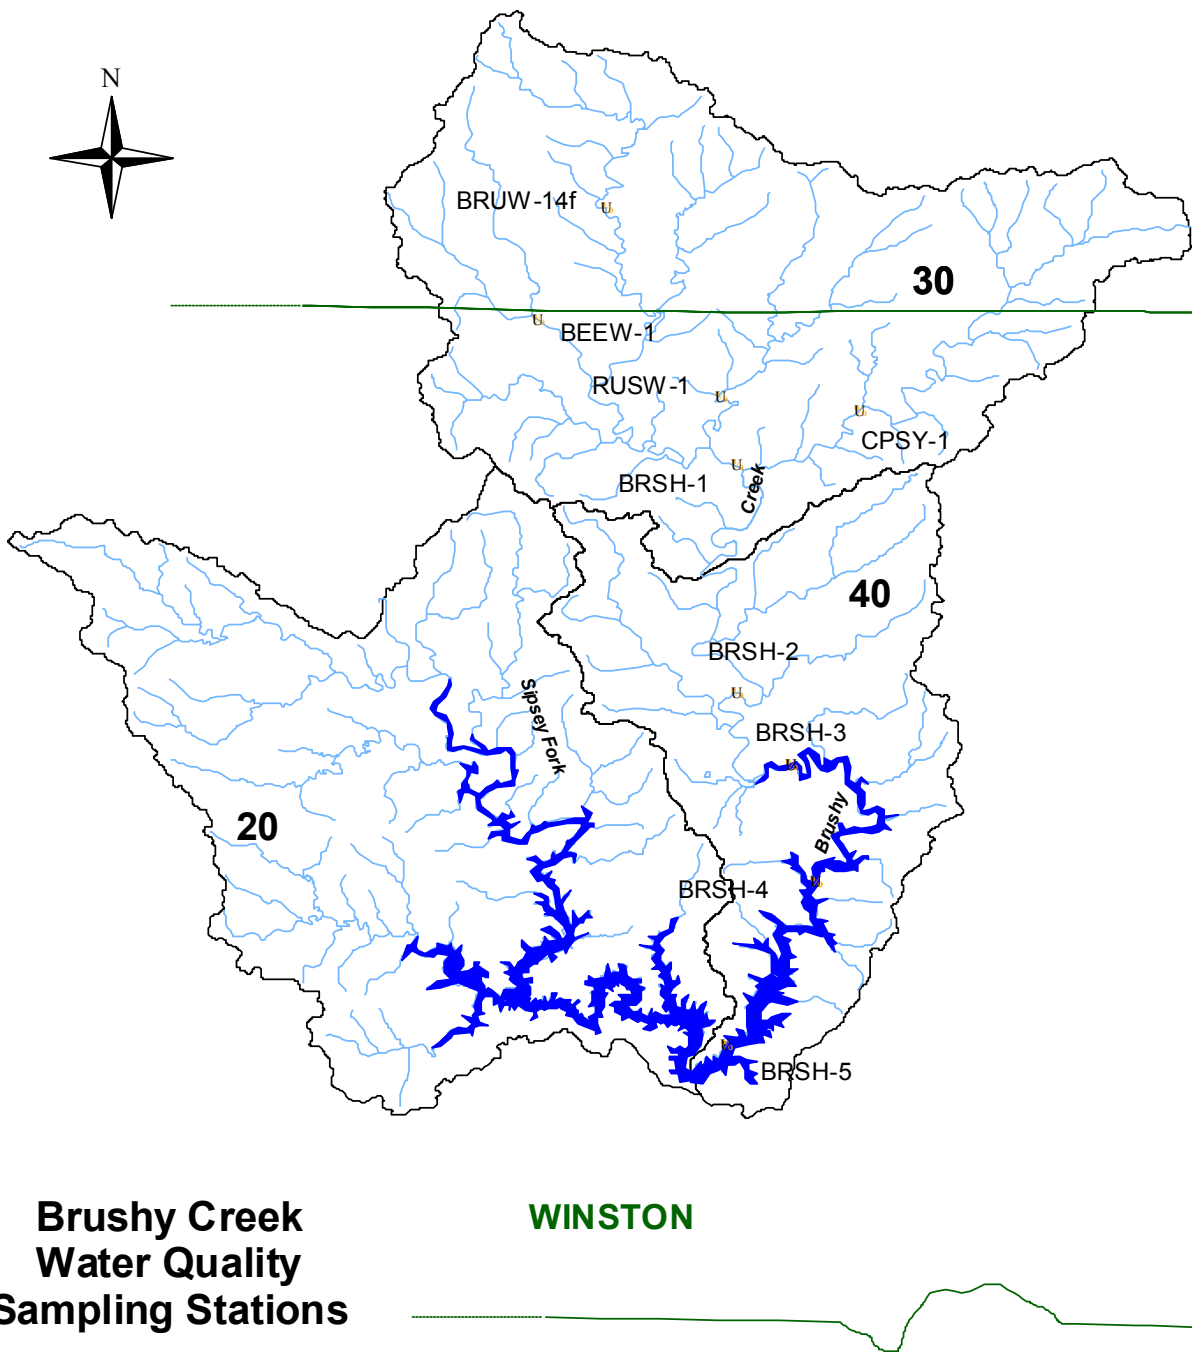 N
BRUW-14f
U
30
U
BEEW-1
RUSW-1
U
U
CPSY-1
U
BRSH-1
Creek
40
BRSH-2
U
Sipsey Fork
BRSH-3
U
20
Brushy
BRSH-4
U
BRSH-5
Brushy Creek
Water Quality
Sampling Stations
WINSTON